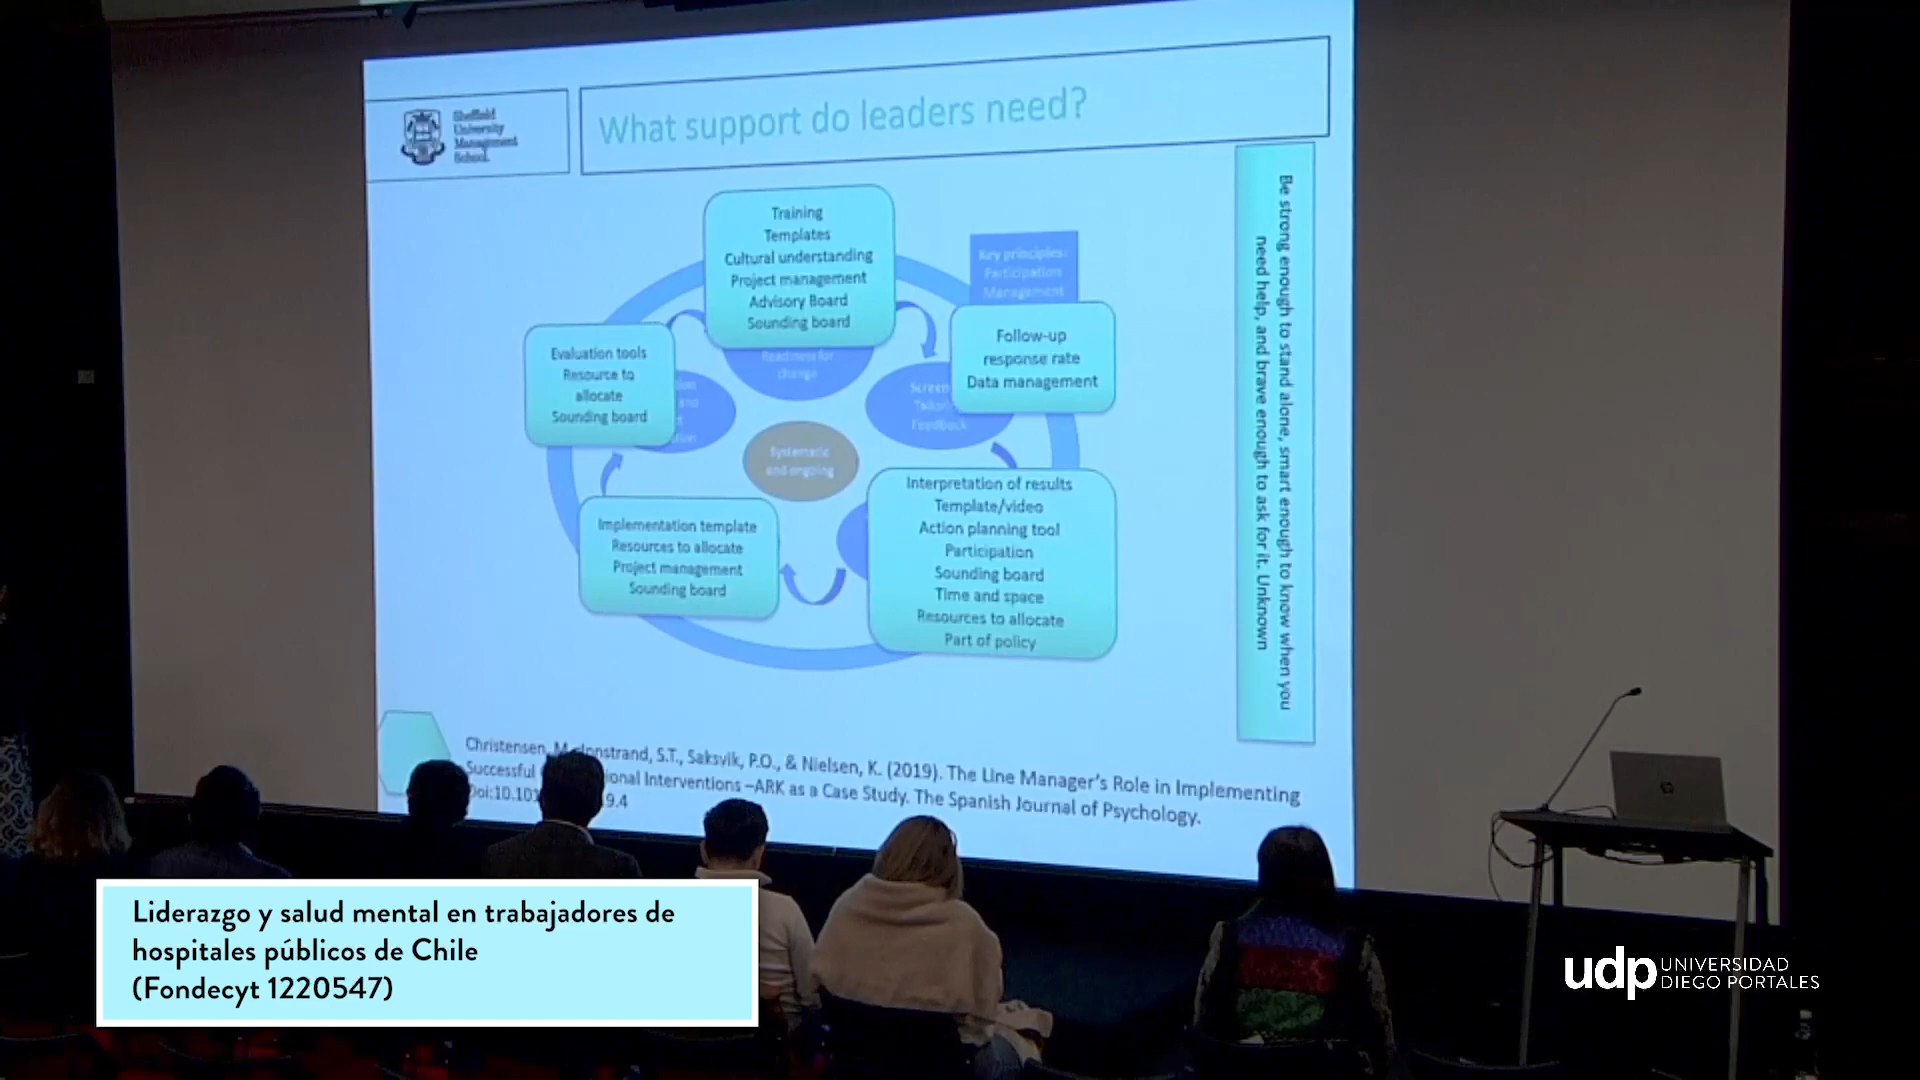 Sheffield
University
Management
School.
What support do leaders need?
Training
Templates
Cultural understanding
Project management
Advisory Board
Sounding board
Key principles:
Participation
Management
Follow-up
response rate
Data management
Evaluation tools
Resource to
allocate
Sounding board
Readiness for
change
Feedback
Systematic
and ongoing
Interpretation of results
Template/video
Action planning tool
Participation
Sounding board
Time and space
Resources to allocate
Part of policy
Implementation template
Resources to allocate
Project management
Sounding board
Be strong enough to stand alone, smart enough to know when you
need help, and brave enough to ask for it. Unknown
Christensen, S.T., Saksvik, P.O., & Nielsen, K. (2019). The Line Manager's Role in Implementing
Successful Interventions –ARK as a Case Study. The Spanish Journal of Psychology.
Liderazgo y salud mental en trabajadores de
hospitales públicos de Chile
(Fondecyt 1220547)
udp UNIVERSIDAD
DIEGO PORTALES